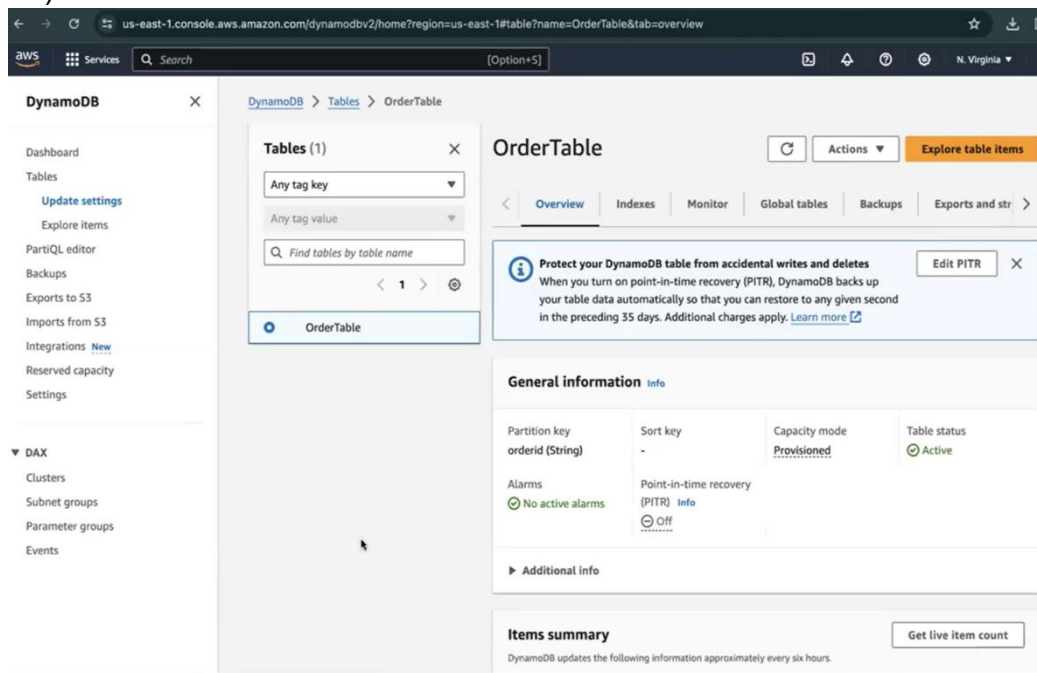 us-east-1.console.aws.amazon.com/dynamodbv2/home?region=us-east-1#table?name=OrderTable&tab=overview
aws Services Search [Option+S] N. Virginia ▼
DynamoDB
Dashboard
Tables
Update settings
Explore items
PartiQL editor
Backups
Exports to S3
Imports from S3
Integrations New
Reserved capacity
Settings
▼ DAX
Clusters
Subnet groups
Parameter groups
Events
DynamoDB > Tables > OrderTable
Tables (1)
Any tag key
Any tag value
Find tables by table name
< 1 >
OrderTable
OrderTable
Actions ▼
Explore table items
Overview Indexes Monitor Global tables Backups Exports and str
Protect your DynamoDB table from accidental writes and deletes
When you turn on point-in-time recovery (PITR), DynamoDB backs up
your table data automatically so that you can restore to any given second
in the preceding 35 days. Additional charges apply. Learn more
Edit PITR
General information Info
Partition key
orderid (String)
Sort key
-
Capacity mode
Provisioned
Table status
Active
Alarms
No active alarms
Point-in-time recovery
(PITR) Info
Off
▶ Additional info
Items summary
Get live item count
DynamoDB updates the following information approximately every six hours.